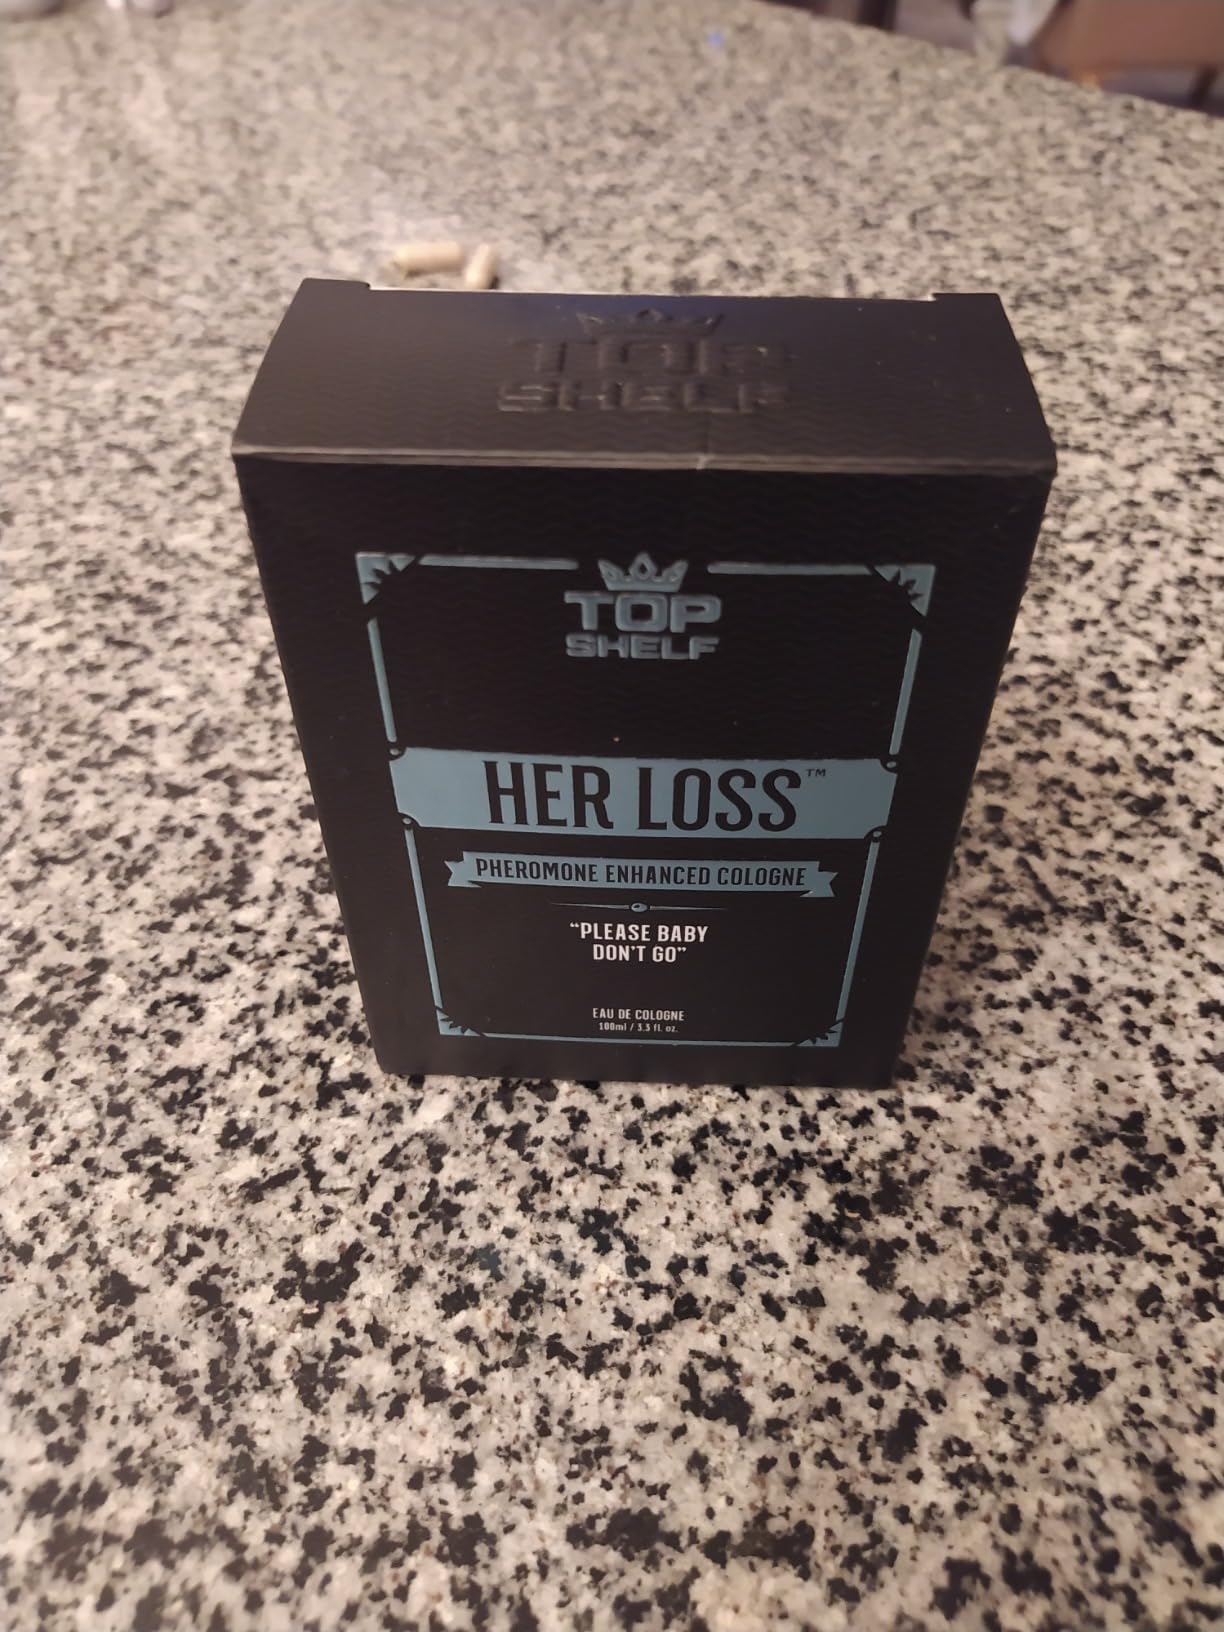 TOP
SHELF
TOP
SHELF
HER LOSS™
PHEROMONE ENHANCED COLOGNE
“PLEASE BABY
DON'T GO”
EAU DE COLOGNE
100ml / 3.3 fl. oz.